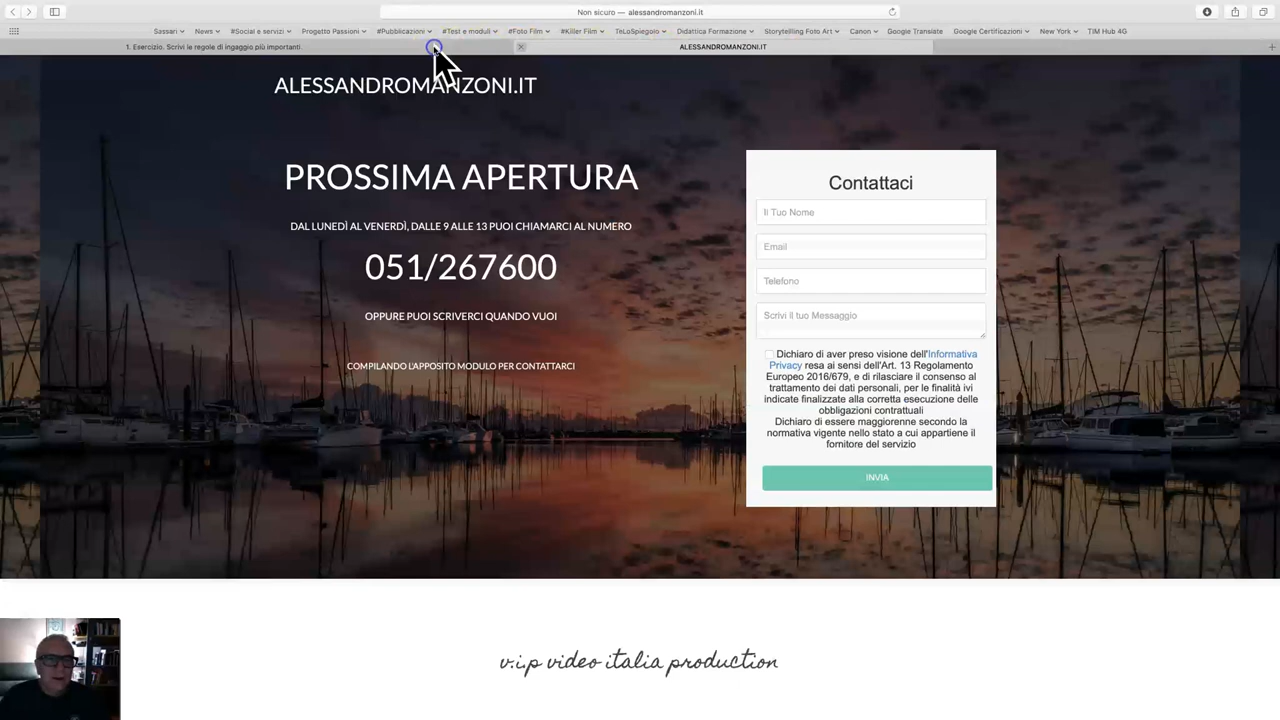 Non sicuro — alessandromanzoni.it
Sassari News #Social e servizi Progetto Passioni #Pubblicazioni #Test e moduli #Foto Film #Killer Film TeLoSpiegolo Didattica Formazione Storytelling Foto Art Canon Google Translate Google Certificazioni New York TIM Hub 4G
1. Esercizio. Scrivi le regole di ingaggio più importanti
ALESSANDROMANZONI.IT
ALESSANDROMANZONI.IT
PROSSIMA APERTURA
DAL LUNEDÌ AL VENERDÌ, DALLE 9 ALLE 13 PUOI CHIAMARCI AL NUMERO
051/267600
OPPURE PUOI SCRIVERCI QUANDO VUOI
COMPILANDO L'APPOSITO MODULO PER CONTATTARCI
Contattaci
Il Tuo Nome
Email
Telefono
Scrivi il tuo Messaggio
Dichiaro di aver preso visione dell'Informativa
Privacy resa ai sensi dell'Art. 13 Regolamento
Europeo 2016/679, e di rilasciare il consenso al
trattamento dei dati personali, per le finalità ivi
indicate finalizzate alla corretta esecuzione delle
obbligazioni contrattuali
Dichiaro di essere maggiorenne secondo la
normativa vigente nello stato a cui appartiene il
fornitore del servizio
INVIA
v.i.p video italia production